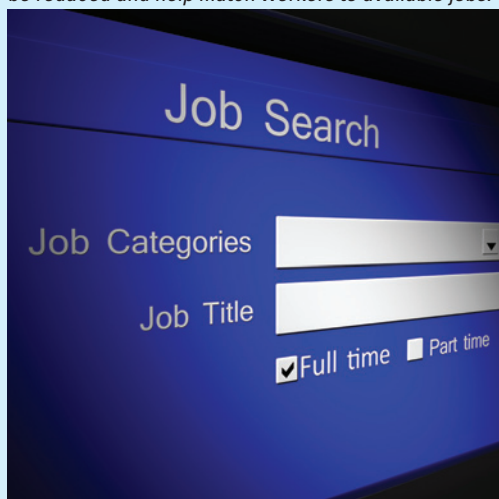 be reduced and help match workers to available jobs.
Job Search
Job Categories
Job Title
Full time Part time